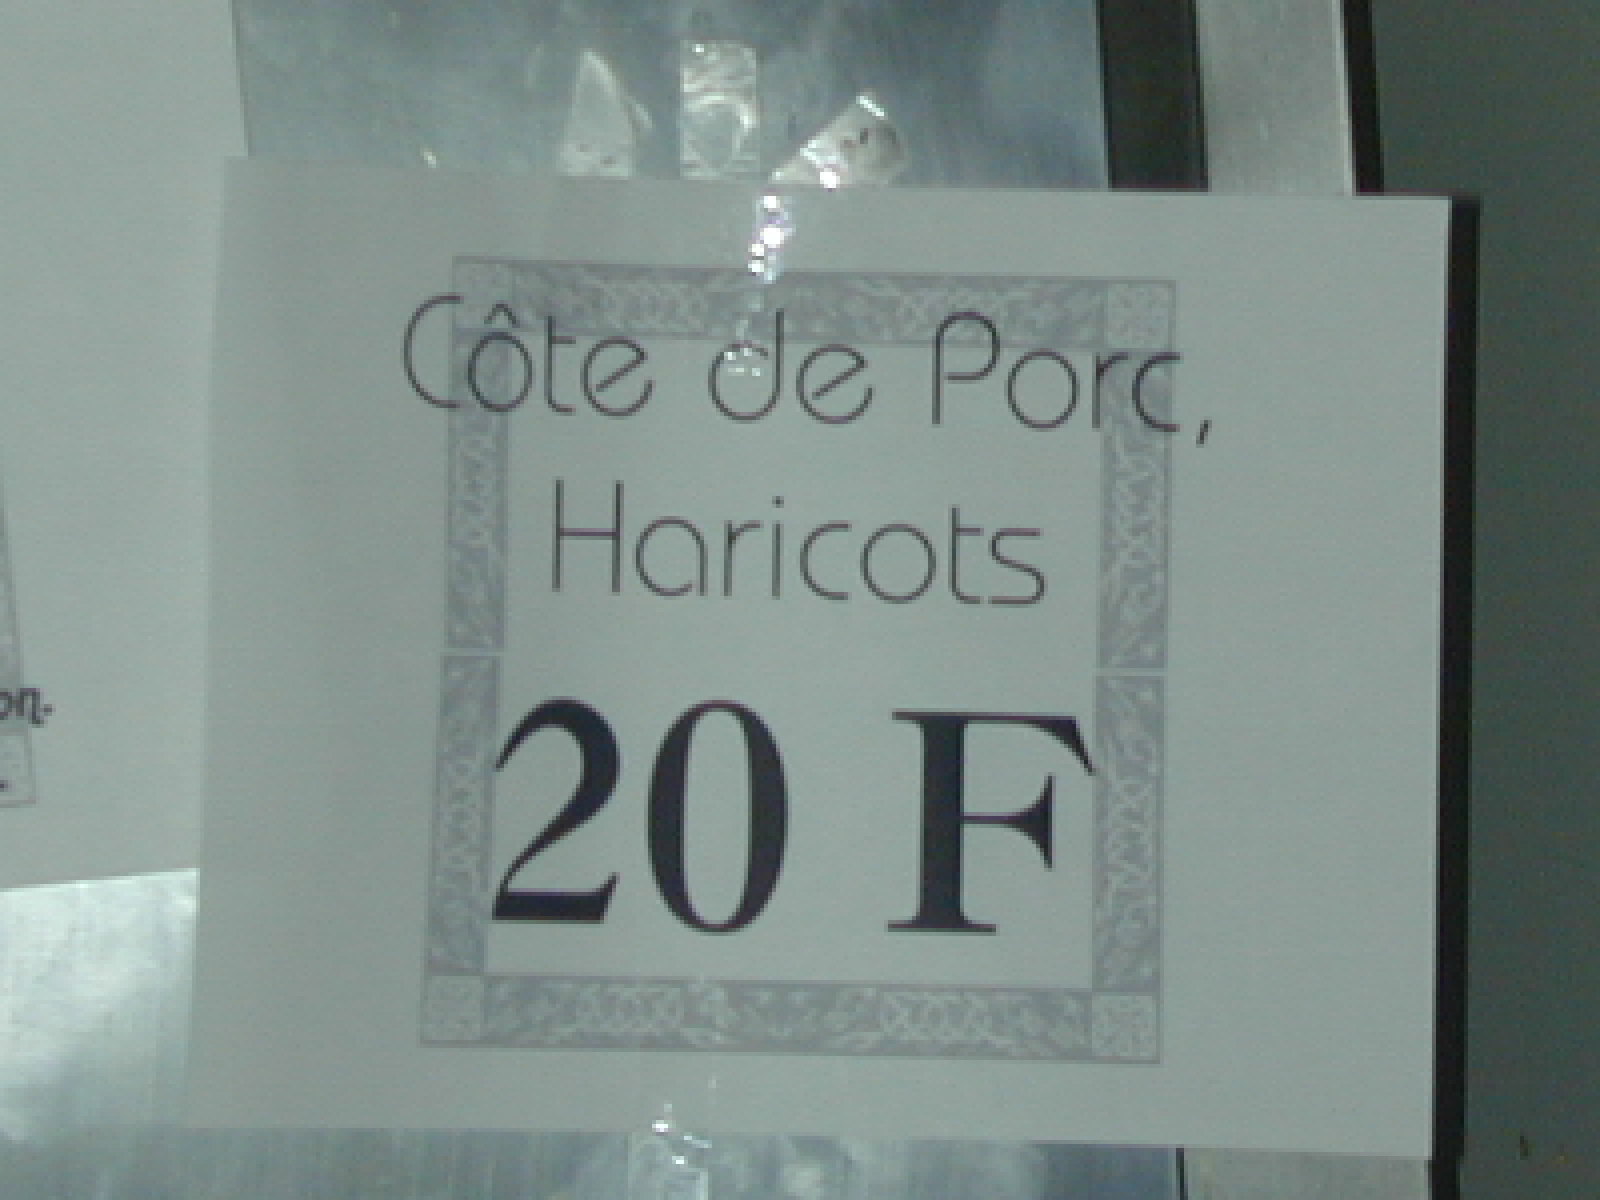 Côte de Porc,
Haricots
20 F